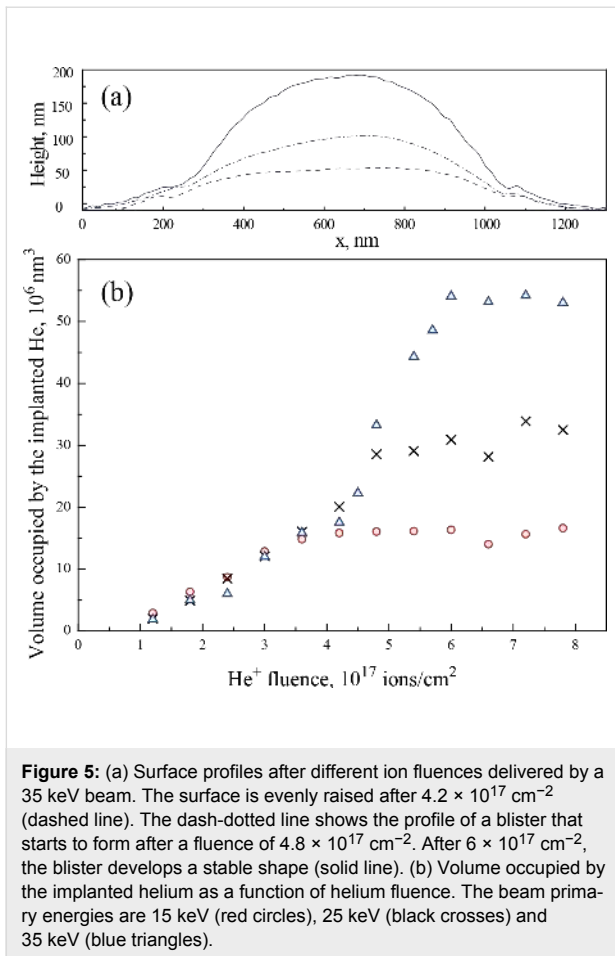 (a)
Height, nm
200
150
100
50
0
0 200 400 600 800 1000 1200
x, nm
(b)
Volume occupied by the implanted He, 10⁶ nm³
60
50
40
30
20
10
0
0 1 2 3 4 5 6 7 8
He⁺ fluence, 10¹⁷ ions/cm²
Figure 5: (a) Surface profiles after different ion fluences delivered by a
35 keV beam. The surface is evenly raised after 4.2 × 10¹⁷ cm⁻²
(dashed line). The dash-dotted line shows the profile of a blister that
starts to form after a fluence of 4.8 × 10¹⁷ cm⁻². After 6 × 10¹⁷ cm⁻²,
the blister develops a stable shape (solid line). (b) Volume occupied by
the implanted helium as a function of helium fluence. The beam prima-
ry energies are 15 keV (red circles), 25 keV (black crosses) and
35 keV (blue triangles).